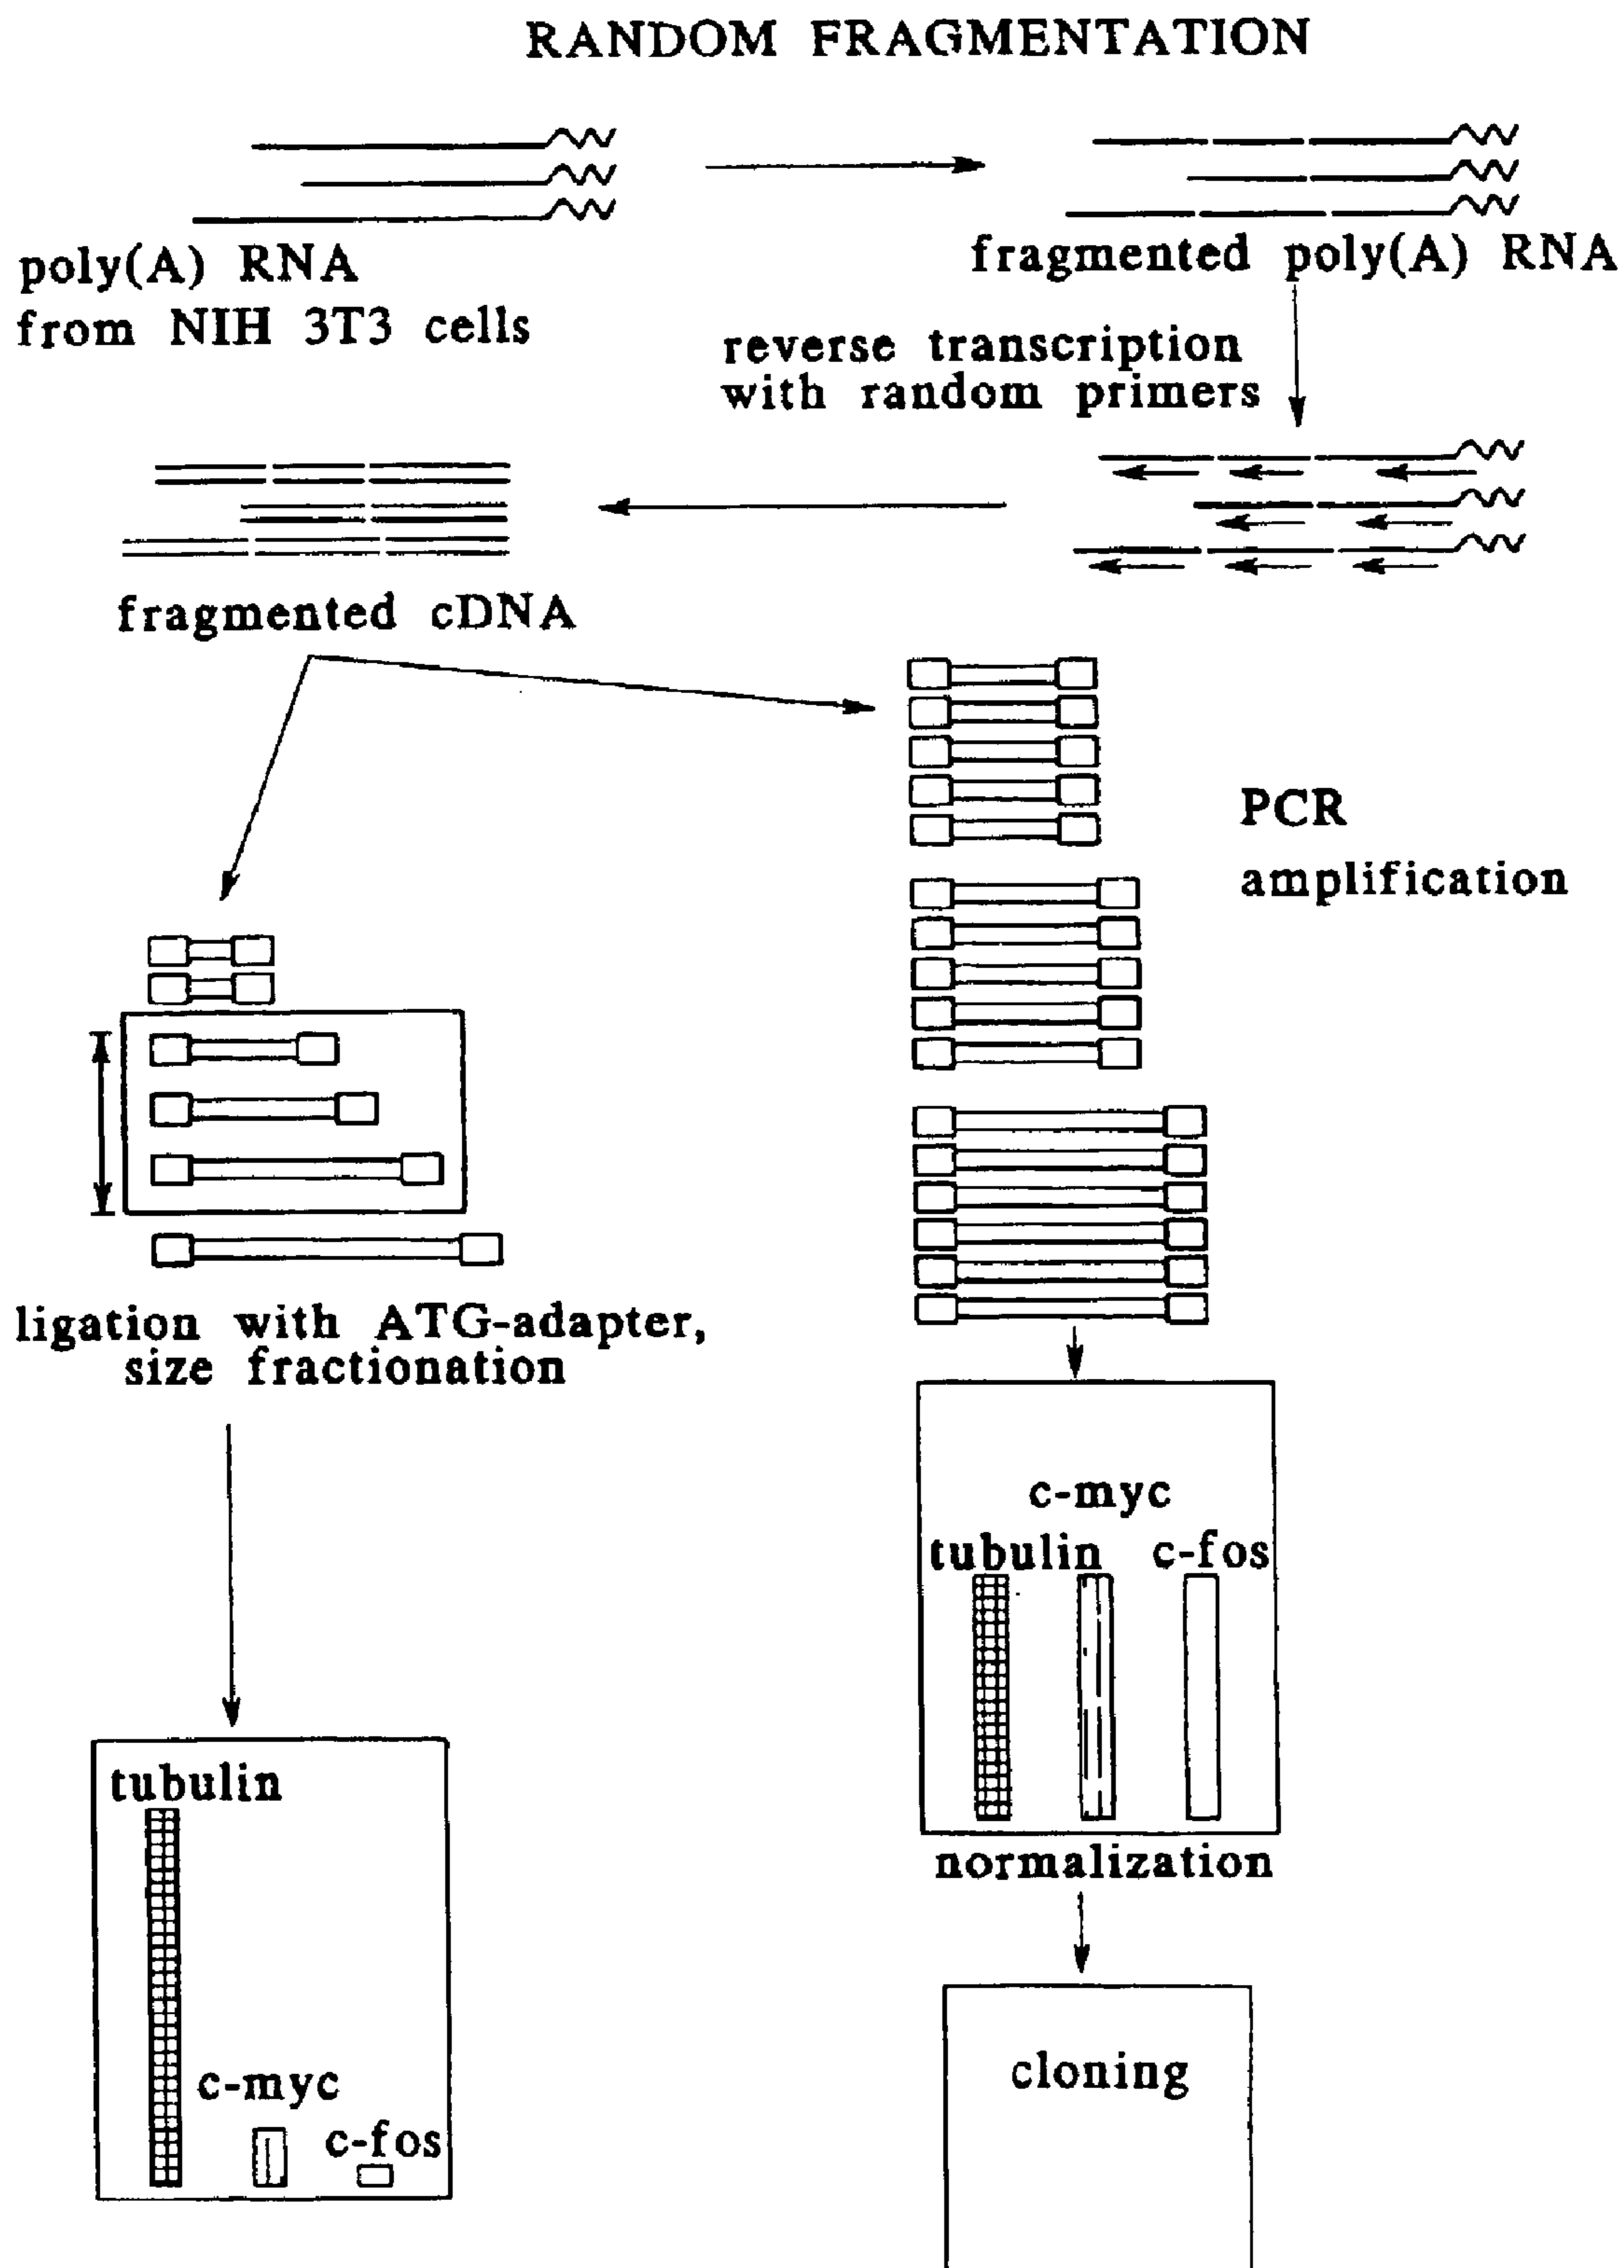 RANDOM FRAGMENTATION
poly(A) RNA
from NIH 3T3 cells
fragmented poly(A) RNA
reverse transcription
with random primers
fragmented cDNA
PCR
amplification
ligation with ATG-adapter,
size fractionation
c-myc
tubulin c-fos
normalization
cloning
tubulin
c-myc
c-fos